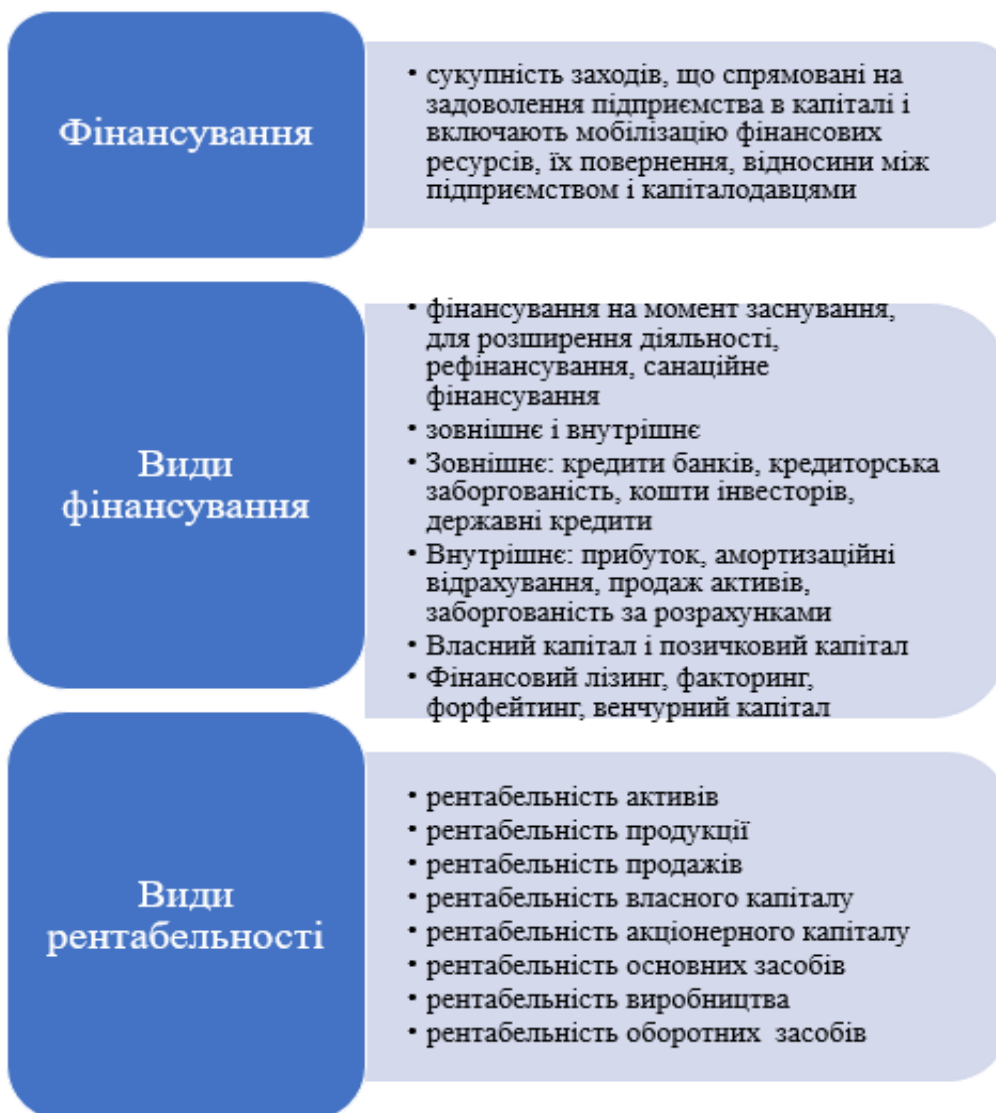 Фінансування
• сукупність заходів, що спрямовані на
задоволення підприємства в капіталі і
включають мобілізацію фінансових
ресурсів, їх повернення, відносини між
підприємством і капіталодавцями
Види
фінансування
• фінансування на момент заснування,
для розширення діяльності,
рефінансування, санаційне
фінансування
• зовнішнє і внутрішнє
• Зовнішнє: кредити банків, кредиторська
заборгованість, кошти інвесторів,
державні кредити
• Внутрішнє: прибуток, амортизаційні
відрахування, продаж активів,
заборгованість за розрахунками
• Власний капітал і позичковий капітал
• Фінансовий лізинг, факторинг,
форфейтинг, венчурний капітал
Види
рентабельності
• рентабельність активів
• рентабельність продукції
• рентабельність продажів
• рентабельність власного капіталу
• рентабельність акціонерного капіталу
• рентабельність основних засобів
• рентабельність виробництва
• рентабельність оборотних засобів